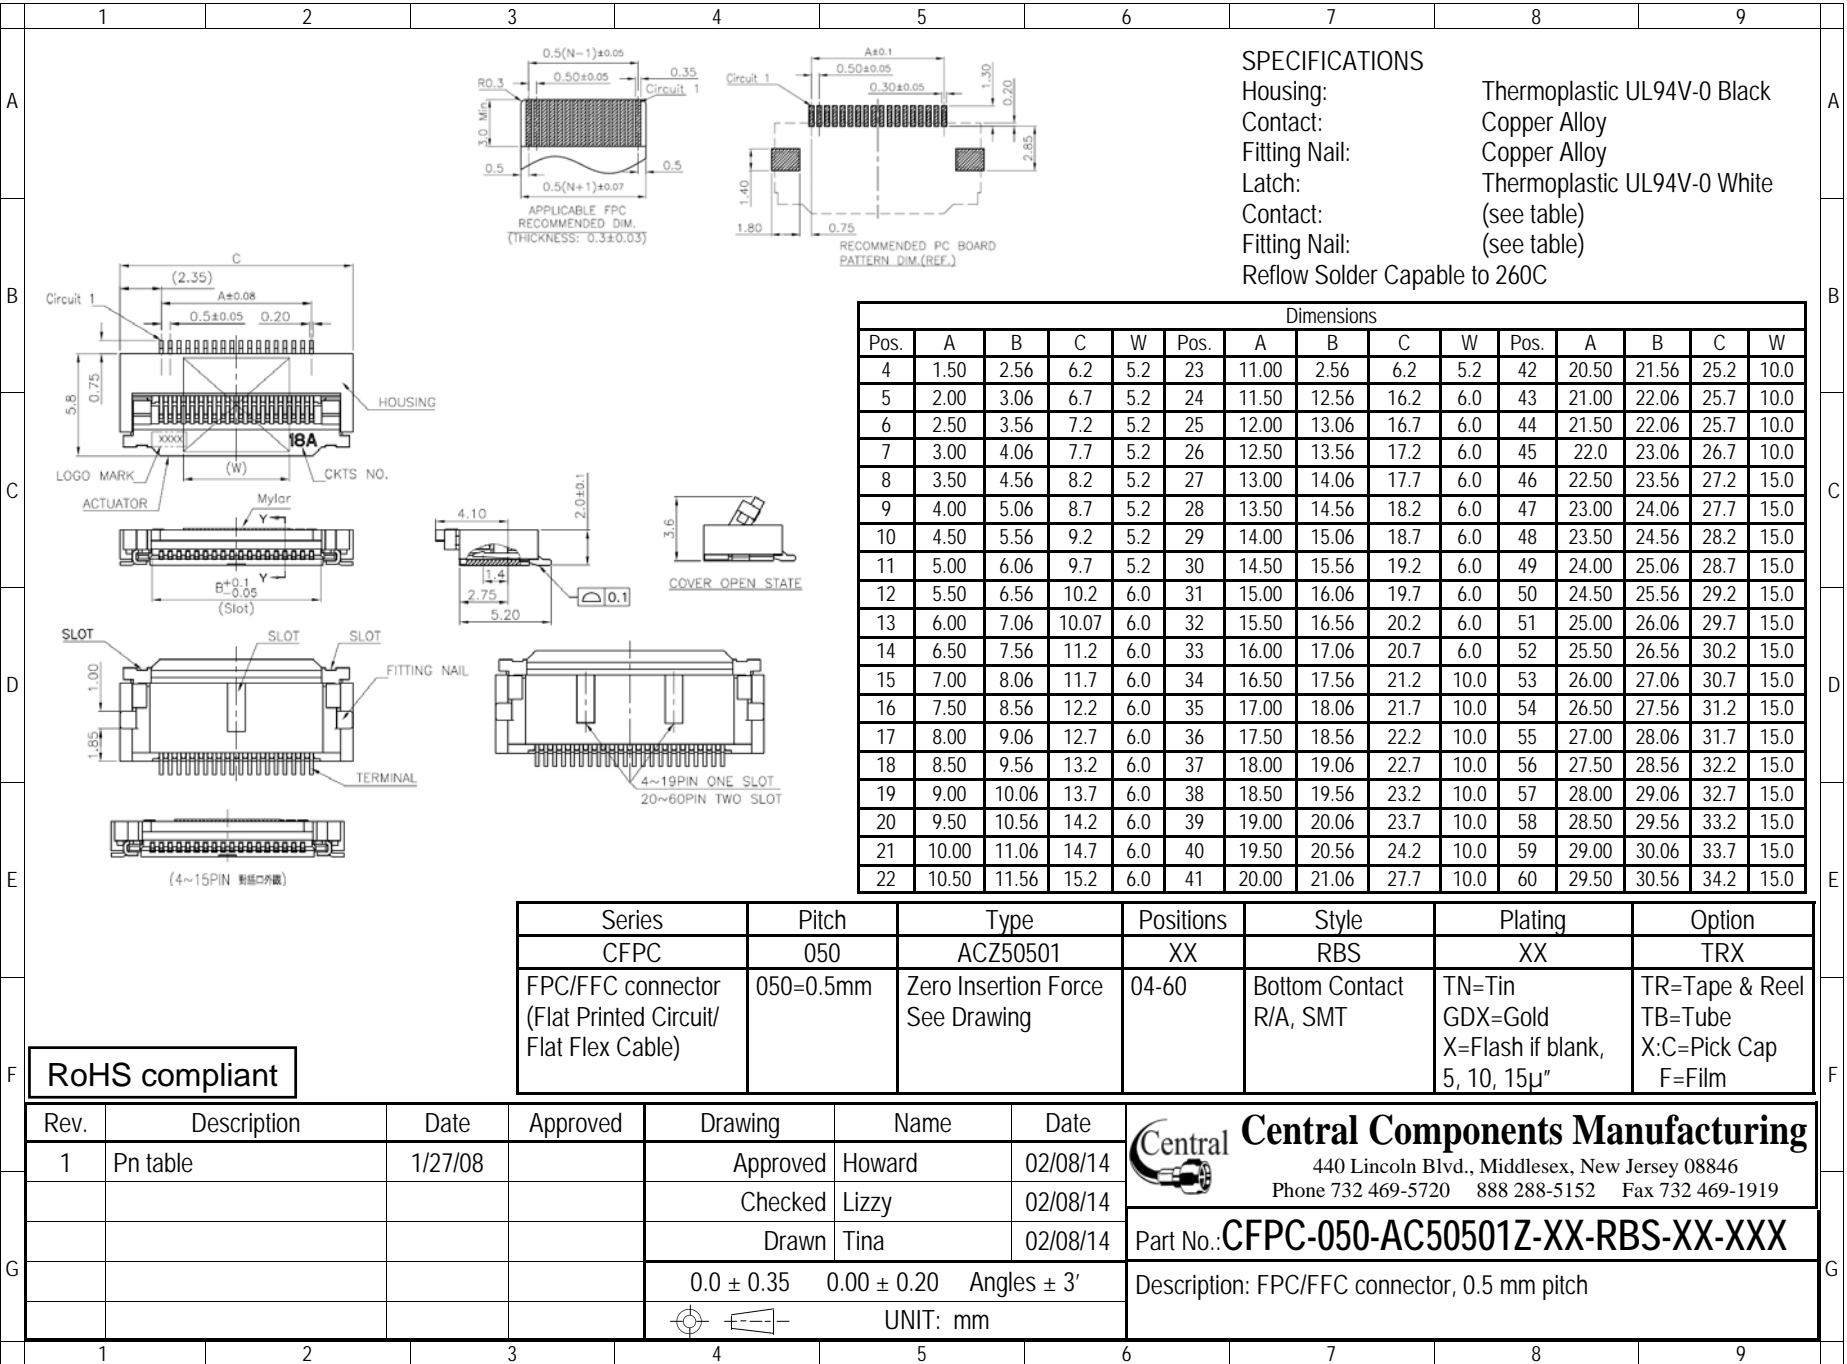 1 2 3 4 5 6 7 8 9
A
B
C
D
E
F
G
A
B
C
D
E
F
G
0.5(N-1)±0.05
0.50±0.05
0.35
R0.3
Circuit 1
3.0 Min.
0.5
0.5
0.5(N+1)±0.07
APPLICABLE FPC
RECOMMENDED DIM.
(THICKNESS: 0.3±0.03)
A±0.1
Circuit 1
0.50±0.05
0.30±0.05
1.30
0.20
2.85
1.40
1.80
0.75
RECOMMENDED PC BOARD
PATTERN DIM.(REF.)
SPECIFICATIONS
Housing: Thermoplastic UL94V-0 Black
Contact: Copper Alloy
Fitting Nail: Copper Alloy
Latch: Thermoplastic UL94V-0 White
Contact: (see table)
Fitting Nail: (see table)
Reflow Solder Capable to 260C
C
(2.35)
Circuit 1
A±0.08
0.5±0.05
0.20
5.8
0.75
HOUSING
XXXX
18A
LOGO MARK
(W)
CKTS NO.
ACTUATOR
Mylar
Y
Y
B+0.1
-0.05
(Slot)
4.10
2.0±0.1
1.4
2.75
5.20
0.1
3.6
COVER OPEN STATE
SLOT
SLOT
SLOT
FITTING NAIL
1.00
1.85
TERMINAL
4~19PIN ONE SLOT
20~60PIN TWO SLOT
(4~15PIN 對插口外觀)
Dimensions
Pos. A B C W Pos. A B C W Pos. A B C W
4 1.50 2.56 6.2 5.2 23 11.00 2.56 6.2 5.2 42 20.50 21.56 25.2 10.0
5 2.00 3.06 6.7 5.2 24 11.50 12.56 16.2 6.0 43 21.00 22.06 25.7 10.0
6 2.50 3.56 7.2 5.2 25 12.00 13.06 16.7 6.0 44 21.50 22.06 25.7 10.0
7 3.00 4.06 7.7 5.2 26 12.50 13.56 17.2 6.0 45 22.0 23.06 26.7 10.0
8 3.50 4.56 8.2 5.2 27 13.00 14.06 17.7 6.0 46 22.50 23.56 27.2 15.0
9 4.00 5.06 8.7 5.2 28 13.50 14.56 18.2 6.0 47 23.00 24.06 27.7 15.0
10 4.50 5.56 9.2 5.2 29 14.00 15.06 18.7 6.0 48 23.50 24.56 28.2 15.0
11 5.00 6.06 9.7 5.2 30 14.50 15.56 19.2 6.0 49 24.00 25.06 28.7 15.0
12 5.50 6.56 10.2 6.0 31 15.00 16.06 19.7 6.0 50 24.50 25.56 29.2 15.0
13 6.00 7.06 10.07 6.0 32 15.50 16.56 20.2 6.0 51 25.00 26.06 29.7 15.0
14 6.50 7.56 11.2 6.0 33 16.00 17.06 20.7 6.0 52 25.50 26.56 30.2 15.0
15 7.00 8.06 11.7 6.0 34 16.50 17.56 21.2 10.0 53 26.00 27.06 30.7 15.0
16 7.50 8.56 12.2 6.0 35 17.00 18.06 21.7 10.0 54 26.50 27.56 31.2 15.0
17 8.00 9.06 12.7 6.0 36 17.50 18.56 22.2 10.0 55 27.00 28.06 31.7 15.0
18 8.50 9.56 13.2 6.0 37 18.00 19.06 22.7 10.0 56 27.50 28.56 32.2 15.0
19 9.00 10.06 13.7 6.0 38 18.50 19.56 23.2 10.0 57 28.00 29.06 32.7 15.0
20 9.50 10.56 14.2 6.0 39 19.00 20.06 23.7 10.0 58 28.50 29.56 33.2 15.0
21 10.00 11.06 14.7 6.0 40 19.50 20.56 24.2 10.0 59 29.00 30.06 33.7 15.0
22 10.50 11.56 15.2 6.0 41 20.00 21.06 27.7 10.0 60 29.50 30.56 34.2 15.0
Series Pitch Type Positions Style Plating Option
CFPC 050 ACZ50501 XX RBS XX TRX
FPC/FFC connector 050=0.5mm Zero Insertion Force 04-60 Bottom Contact TN=Tin TR=Tape & Reel
(Flat Printed Circuit/ See Drawing R/A, SMT GDX=Gold TB=Tube
Flat Flex Cable) X=Flash if blank, X:C=Pick Cap
5, 10, 15µ" F=Film
RoHS compliant
Rev. Description Date Approved
1 Pn table 1/27/08
Drawing Name Date
Approved Howard 02/08/14
Checked Lizzy 02/08/14
Drawn Tina 02/08/14
0.0 ± 0.35 0.00 ± 0.20 Angles ± 3′
UNIT: mm
Central
Central Components Manufacturing
440 Lincoln Blvd., Middlesex, New Jersey 08846
Phone 732 469-5720 888 288-5152 Fax 732 469-1919
Part No.:CFPC-050-AC50501Z-XX-RBS-XX-XXX
Description: FPC/FFC connector, 0.5 mm pitch
1 2 3 4 5 6 7 8 9